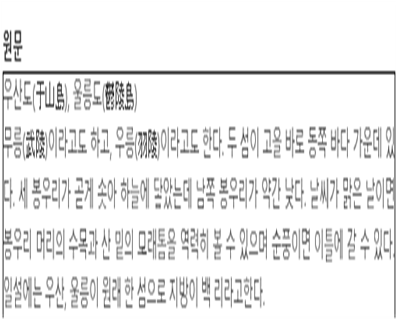 원문
우산도(于山島), 울릉도(鬱陵島)
무릉(武陵)이라고도 하고, 우릉(羽陵)이라고도 한다. 두 섬이 고을 바로 동쪽 바다 가운데 있
다. 세 봉우리가 곧게 솟아 하늘에 닿았는데 남쪽 봉우리가 약간 낮다. 날씨가 맑은 날이면
봉우리 머리의 수목과 산 밑의 모래톱을 역력히 볼 수 있으며 순풍이면 이틀에 갈 수 있다.
일설에는 우산, 울릉이 원래 한 섬으로 지방이 백 리라고한다.